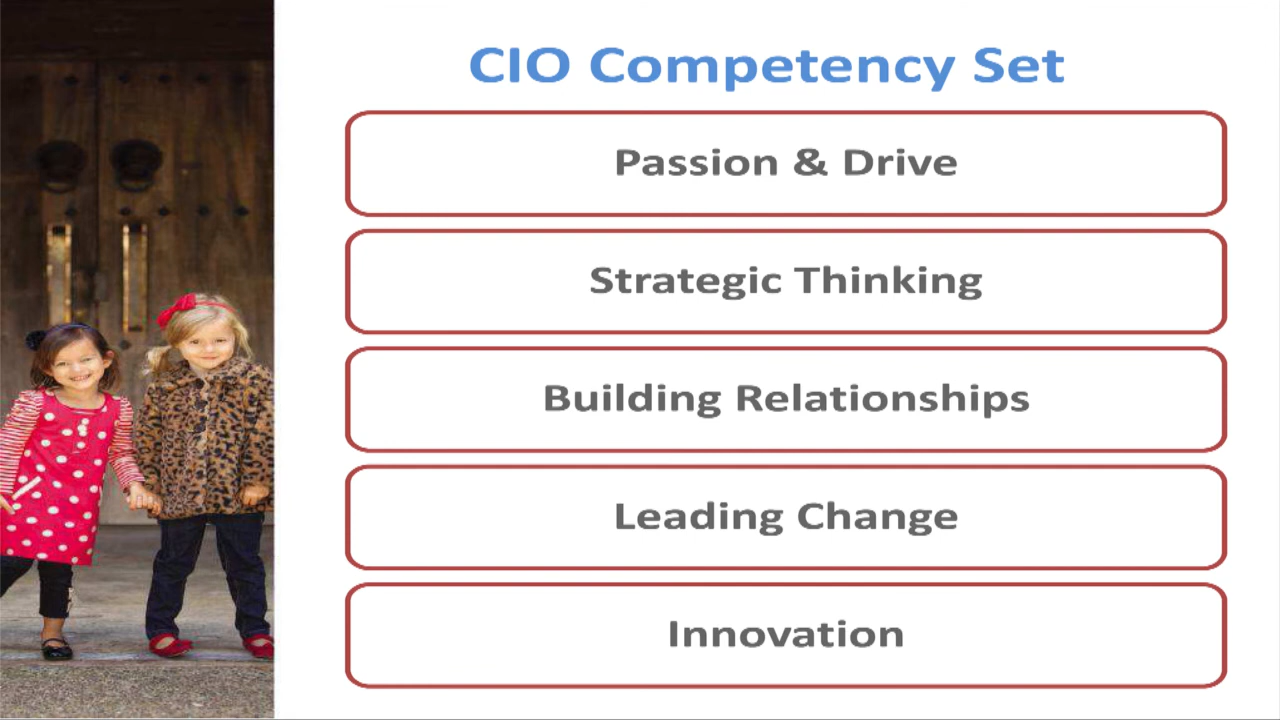 CIO Competency Set
Passion & Drive
Strategic Thinking
Building Relationships
Leading Change
Innovation